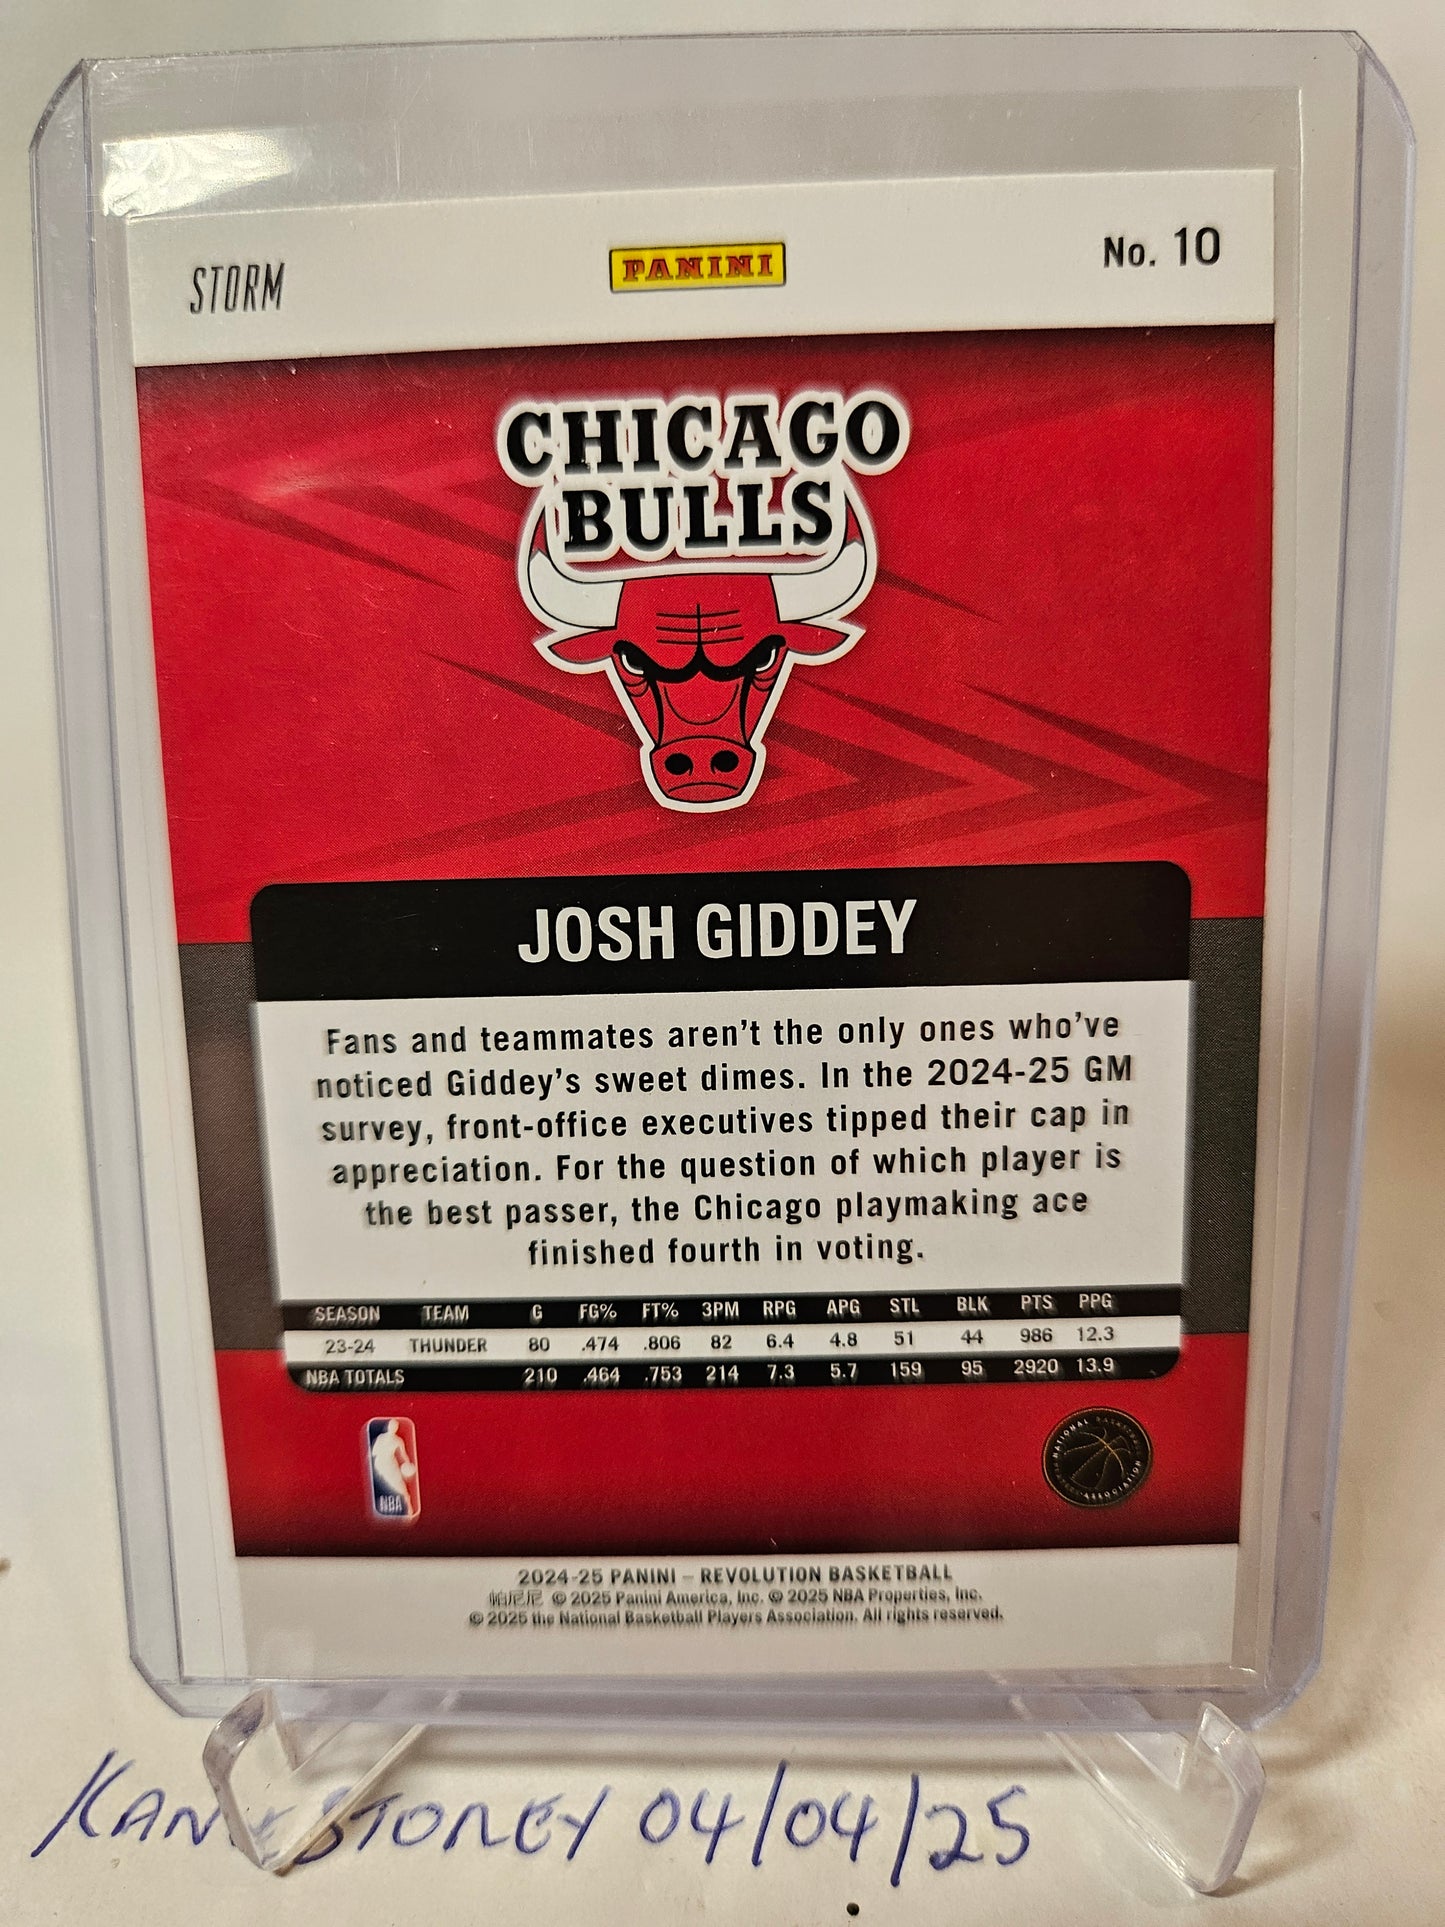 STORM
PANINI
No. 10
CHICAGO
BULLS
JOSH GIDDEY
Fans and teammates aren't the only ones who've
noticed Giddey's sweet dimes. In the 2024-25 GM
survey, front-office executives tipped their cap in
appreciation. For the question of which player is
the best passer, the Chicago playmaking ace
finished fourth in voting.
SEASON TEAM G FG% FT% 3PM RPG APG STL BLK PTS PPG
23-24 THUNDER 80 .474 .806 82 6.4 4.8 51 44 986 12.3
NBA TOTALS 210 .464 .753 214 7.3 5.7 159 95 2920 13.9
NBA
NATIONAL BASKETBALL
PLAYERS ASSOCIATION
2024-25 PANINI – REVOLUTION BASKETBALL
帕尼尼 © 2025 Panini America, Inc. © 2025 NBA Properties, Inc.
© 2025 the National Basketball Players Association. All rights reserved.
KANE STOREY 04/04/25